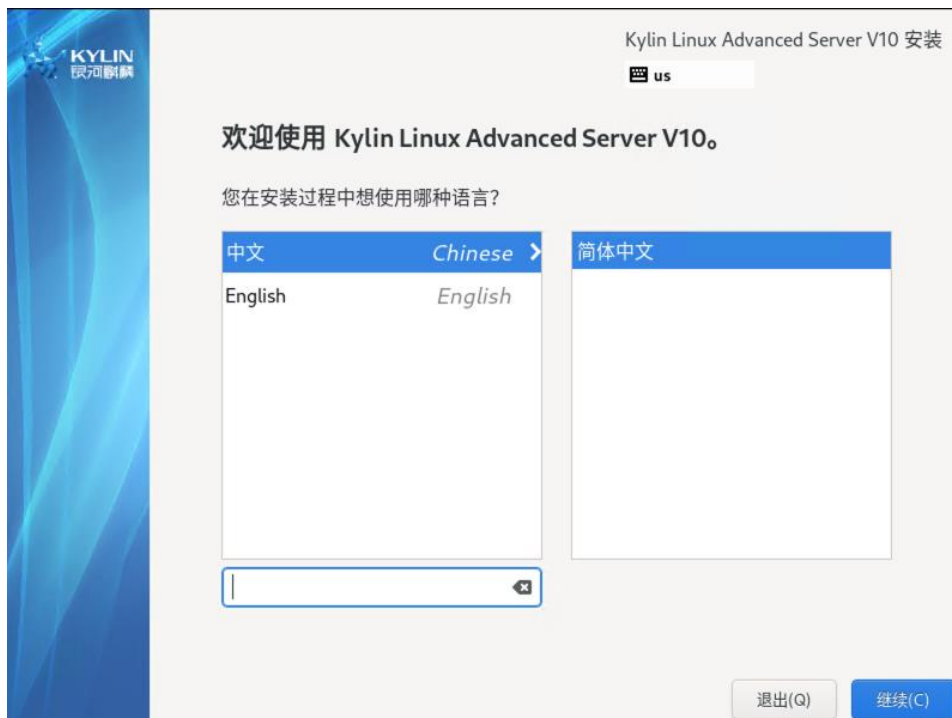 KYLIN
银河麒麟
Kylin Linux Advanced Server V10 安装
us
欢迎使用 Kylin Linux Advanced Server V10。
您在安装过程中想使用哪种语言？
中文 Chinese
简体中文
English English
退出(Q)
继续(C)